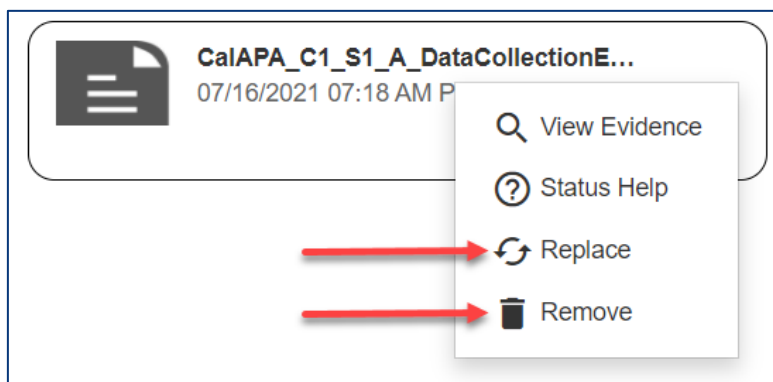 CalAPA_C1_S1_A_DataCollectionE...
07/16/2021 07:18 AM P
View Evidence
Status Help
Replace
Remove